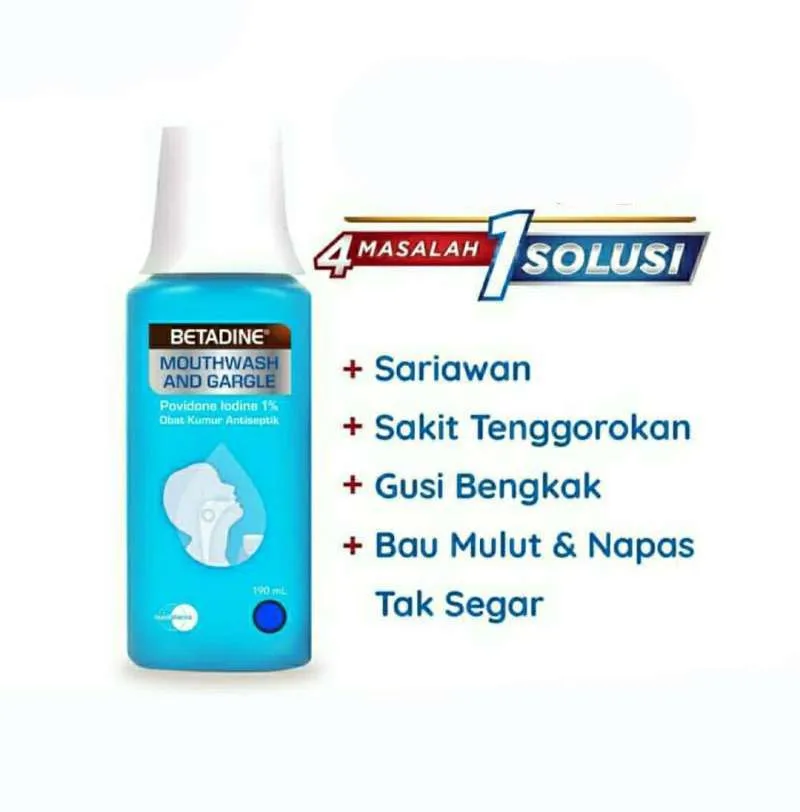 4 MASALAH 1 SOLUSI
BETADINE®
MOUTHWASH
AND GARGLE
Povidone Iodine 1%
Obat Kumur Antiseptik
190 mL
+ Sariawan
+ Sakit Tenggorokan
+ Gusi Bengkak
+ Bau Mulut & Napas
Tak Segar